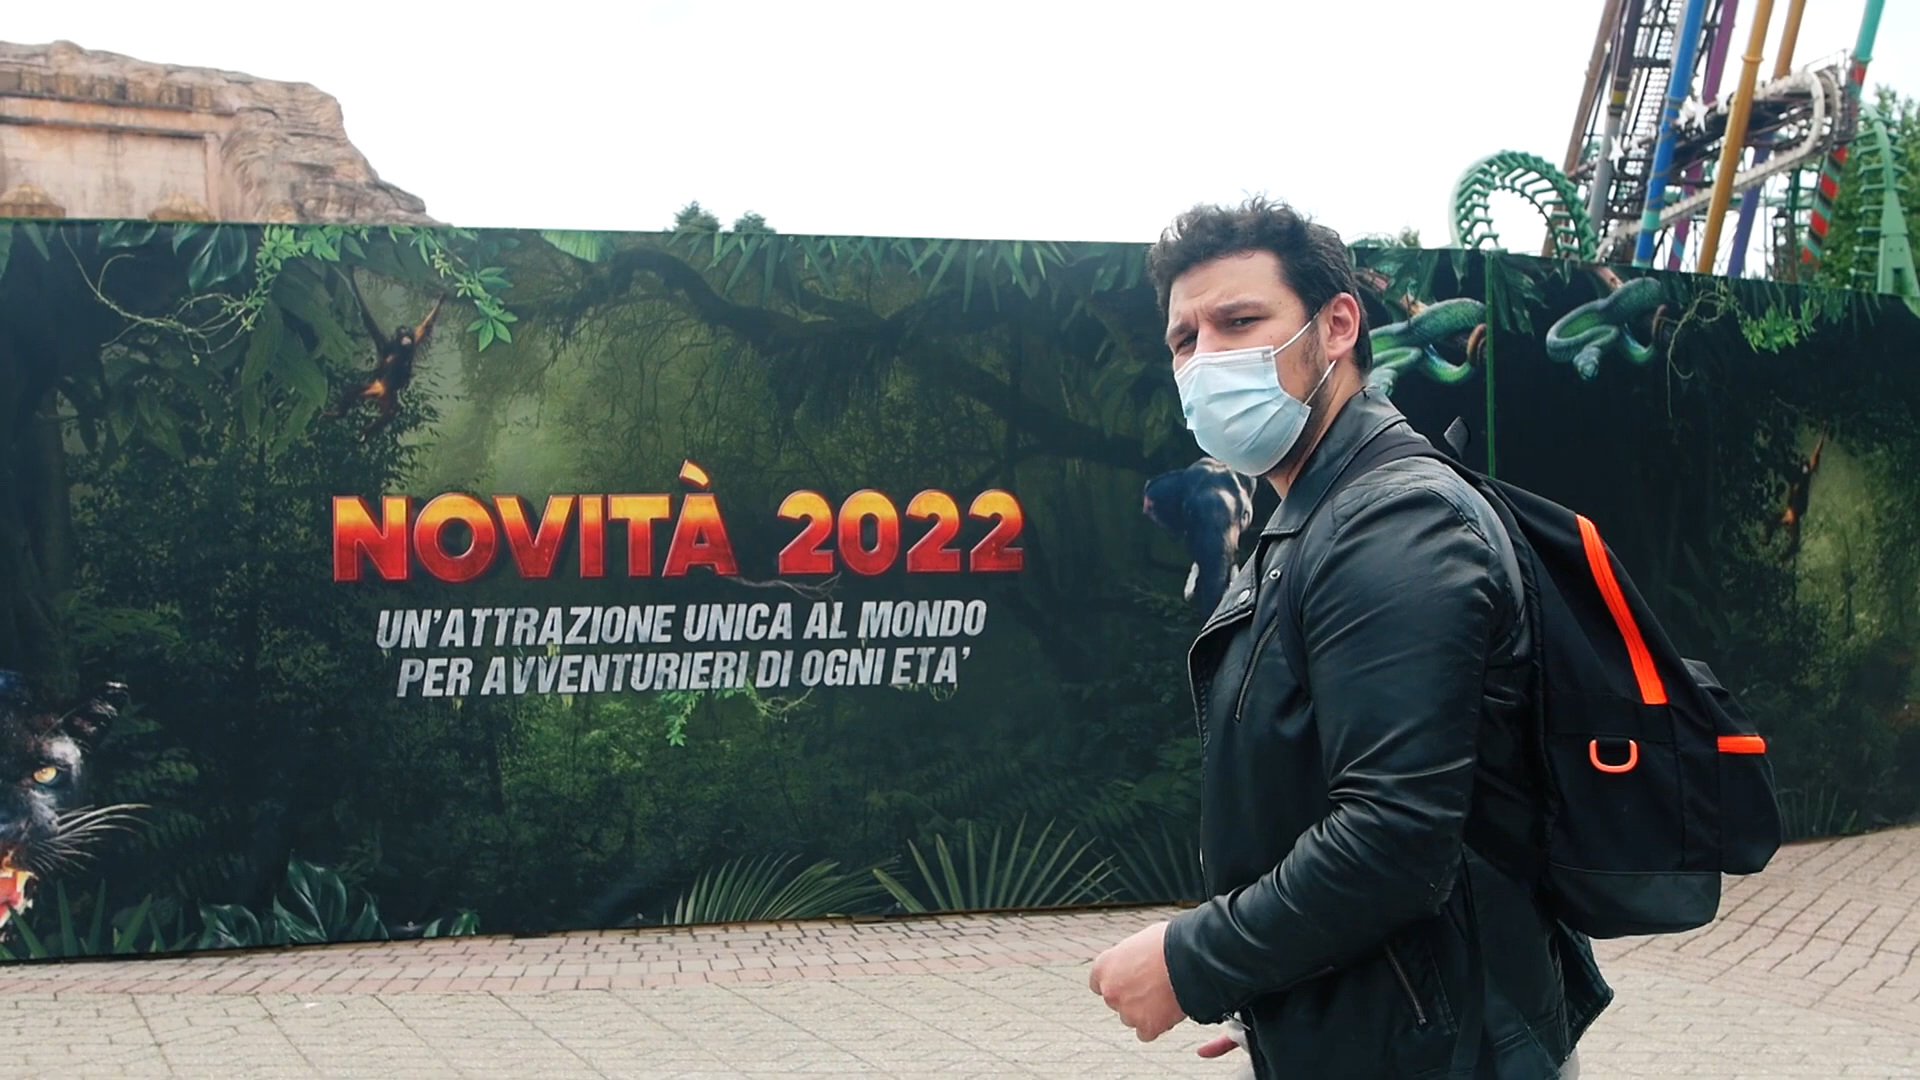 NOVITÀ 2022
UN'ATTRAZIONE UNICA AL MONDO
PER AVVENTURIERI DI OGNI ETA'